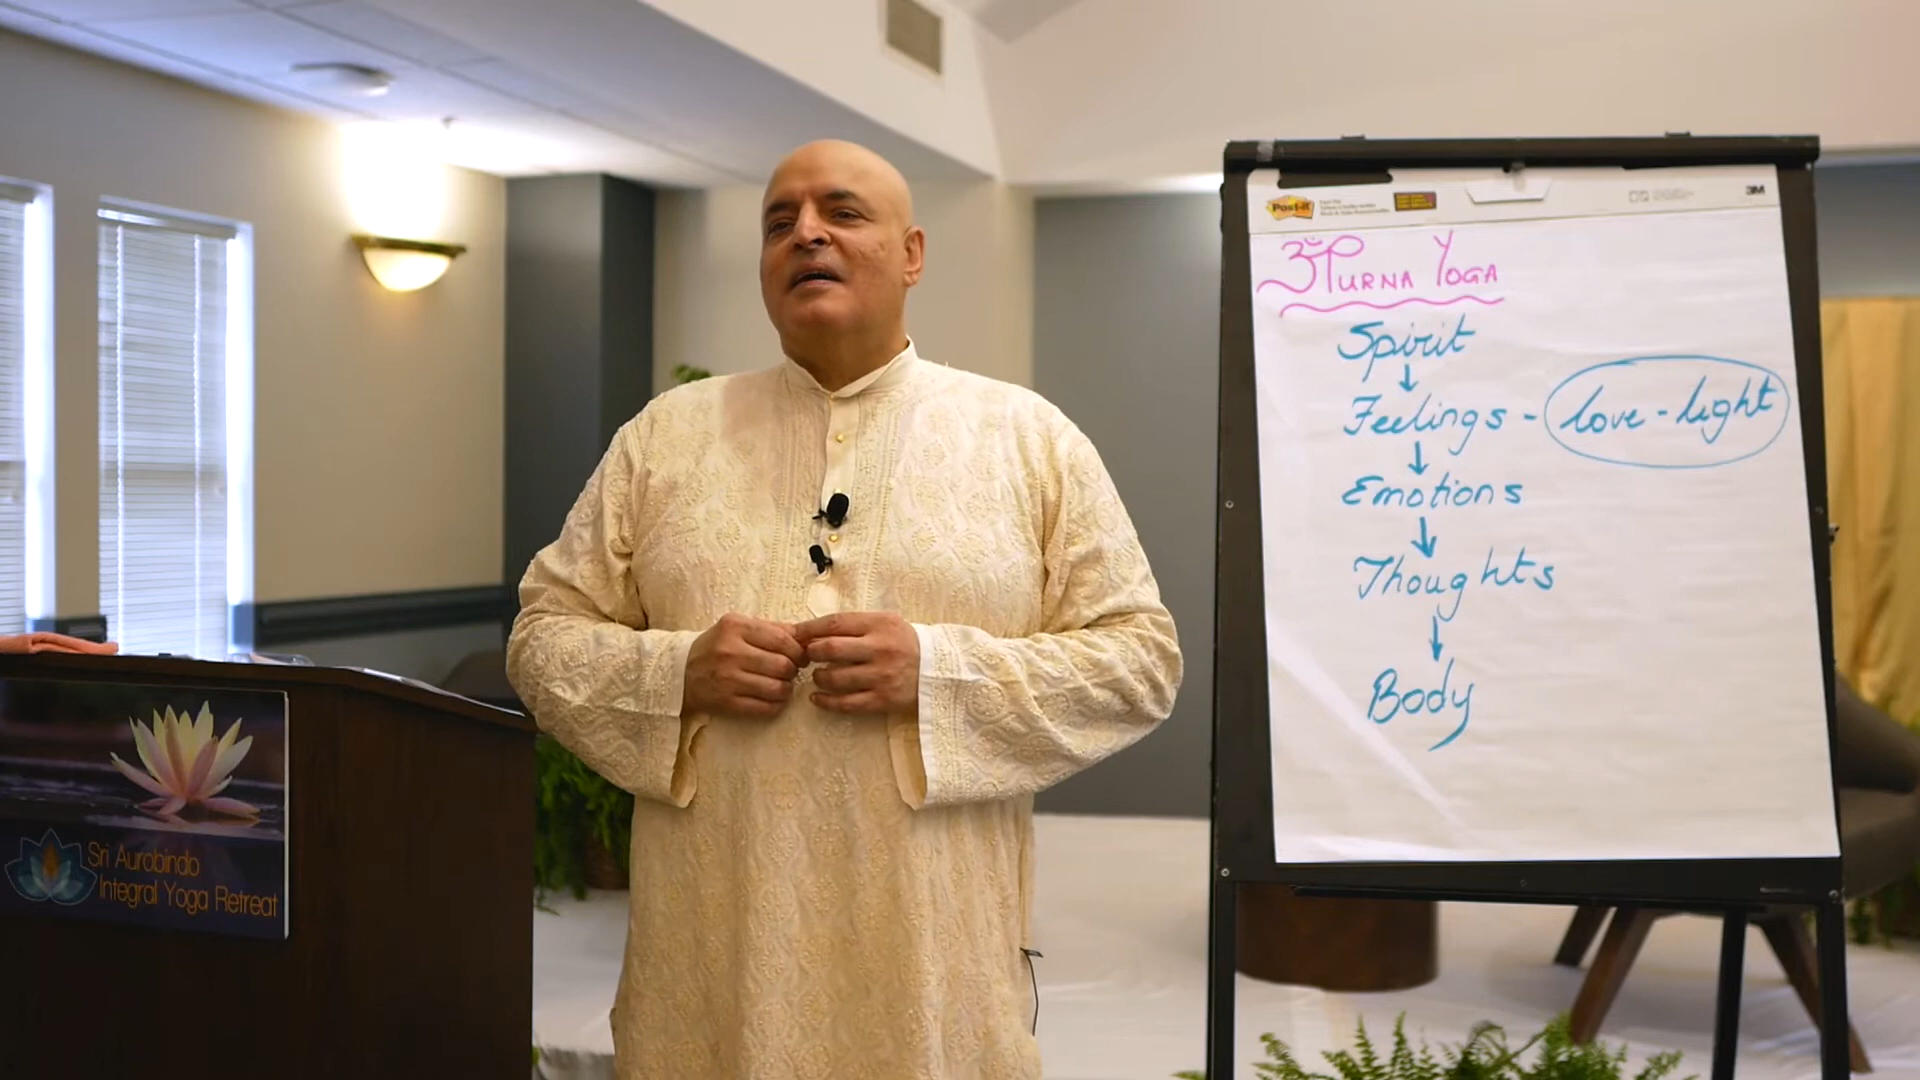 Post-it
3M
ॐ PURNA YOGA
Spirit
↓
Feelings - love - light
↓
Emotions
↓
Thoughts
↓
Body
Sri Aurobindo
Integral Yoga Retreat